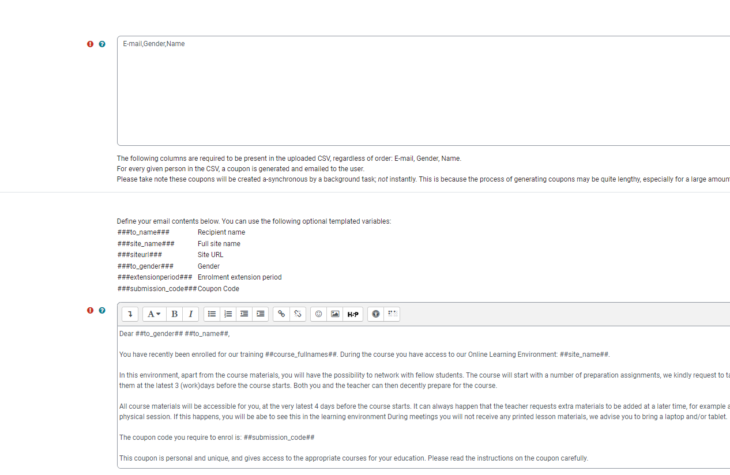 E-mail,Gender,Name
The following columns are required to be present in the uploaded CSV, regardless of order: E-mail, Gender, Name.
For every given person in the CSV, a coupon is generated and emailed to the user.
Please take note these coupons will be created a-synchronous by a background task; not instantly. This is because the process of generating coupons may be quite lengthy, especially for a large amoun
Define your email contents below. You can use the following optional templated variables:
###to_name### Recipient name
###site_name### Full site name
###siteurl### Site URL
###to_gender### Gender
###extensionperiod### Enrolment extension period
###submission_code### Coupon Code
A B I H-P
Dear ##to_gender## ##to_name##,
You have recently been enrolled for our training ##course_fullnames##. During the course you have access to our Online Learning Environment: ##site_name##.
In this environment, apart from the course materials, you will have the possibility to network with fellow students. The course will start with a number of preparation assignments, we kindly request to ta
them at the latest 3 (work)days before the course starts. Both you and the teacher can then decently prepare for the course.
All course materials will be accessible for you, at the very latest 4 days before the course starts. It can always happen that the teacher requests extra materials to be added at a later time, for example a
physical session. If this happens, you will be abe to see this in the learning environment During meetings you will not receive any printed lesson materials, we advise you to bring a laptop and/or tablet.
The coupon code you require to enrol is: ##submission_code##
This coupon is personal and unique, and gives access to the appropriate courses for your education. Please read the instructions on the coupon carefully.